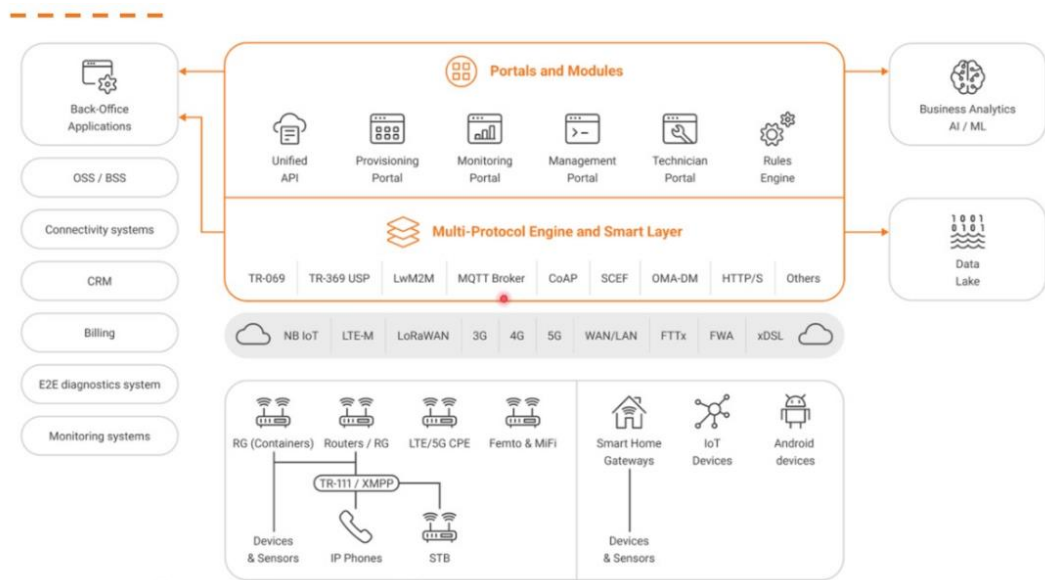 Back-Office
Applications
OSS / BSS
Connectivity systems
CRM
Billing
E2E diagnostics system
Monitoring systems
Portals and Modules
Unified
API
Provisioning
Portal
Monitoring
Portal
Management
Portal
Technician
Portal
Rules
Engine
Multi-Protocol Engine and Smart Layer
TR-069 TR-369 USP LwM2M MQTT Broker CoAP SCEF OMA-DM HTTP/S Others
NB IoT LTE-M LoRaWAN 3G 4G 5G WAN/LAN FTTx FWA xDSL
RG (Containers) Routers / RG LTE/5G CPE Femto & MiFi
TR-111 / XMPP
Devices
& Sensors
IP Phones
STB
Smart Home
Gateways
IoT
Devices
Android
devices
Devices
& Sensors
Business Analytics
AI / ML
1001
0101
Data
Lake